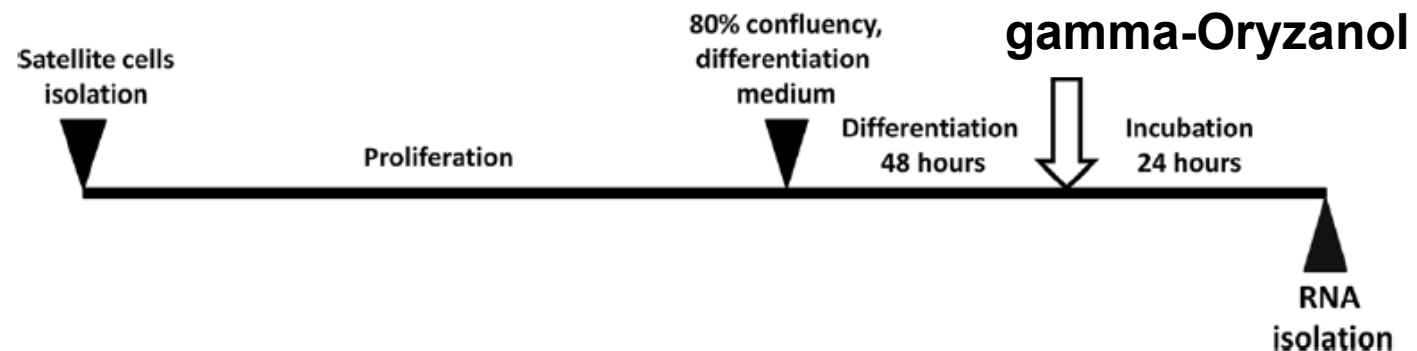 Satellite cells
isolation
Proliferation
80% confluency,
differentiation
medium
Differentiation
48 hours
gamma-Oryzanol
Incubation
24 hours
RNA
isolation